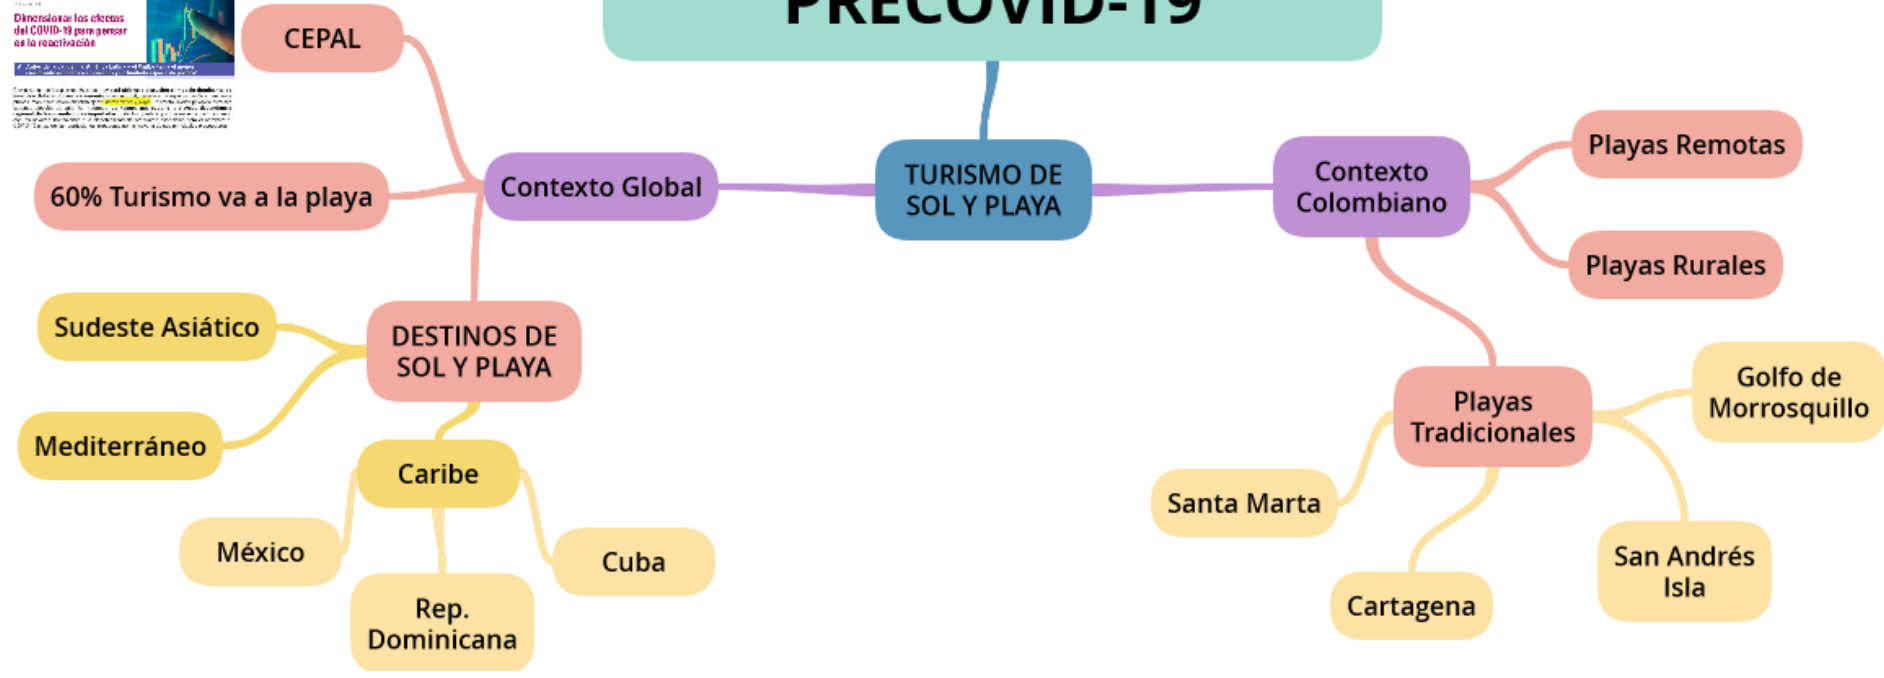 PRECOVID-19
Dimensionar los efectos
del COVID-19 para pensar
en la reactivación
CEPAL
60% Turismo va a la playa
Contexto Global
TURISMO DE
SOL Y PLAYA
Contexto
Colombiano
Playas Remotas
Playas Rurales
Sudeste Asiático
DESTINOS DE
SOL Y PLAYA
Mediterráneo
Caribe
México
Rep.
Dominicana
Cuba
Playas
Tradicionales
Golfo de
Morrosquillo
Santa Marta
Cartagena
San Andrés
Isla